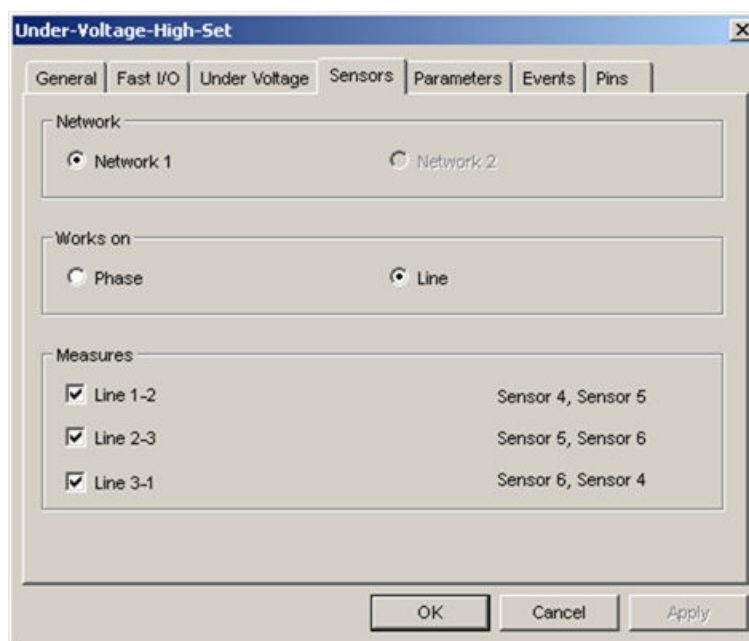 Under-Voltage-High-Set
General Fast I/O Under Voltage Sensors Parameters Events Pins
Network
Network 1 Network 2
Works on
Phase Line
Measures
Line 1-2 Sensor 4, Sensor 5
Line 2-3 Sensor 5, Sensor 6
Line 3-1 Sensor 6, Sensor 4
OK Cancel Apply